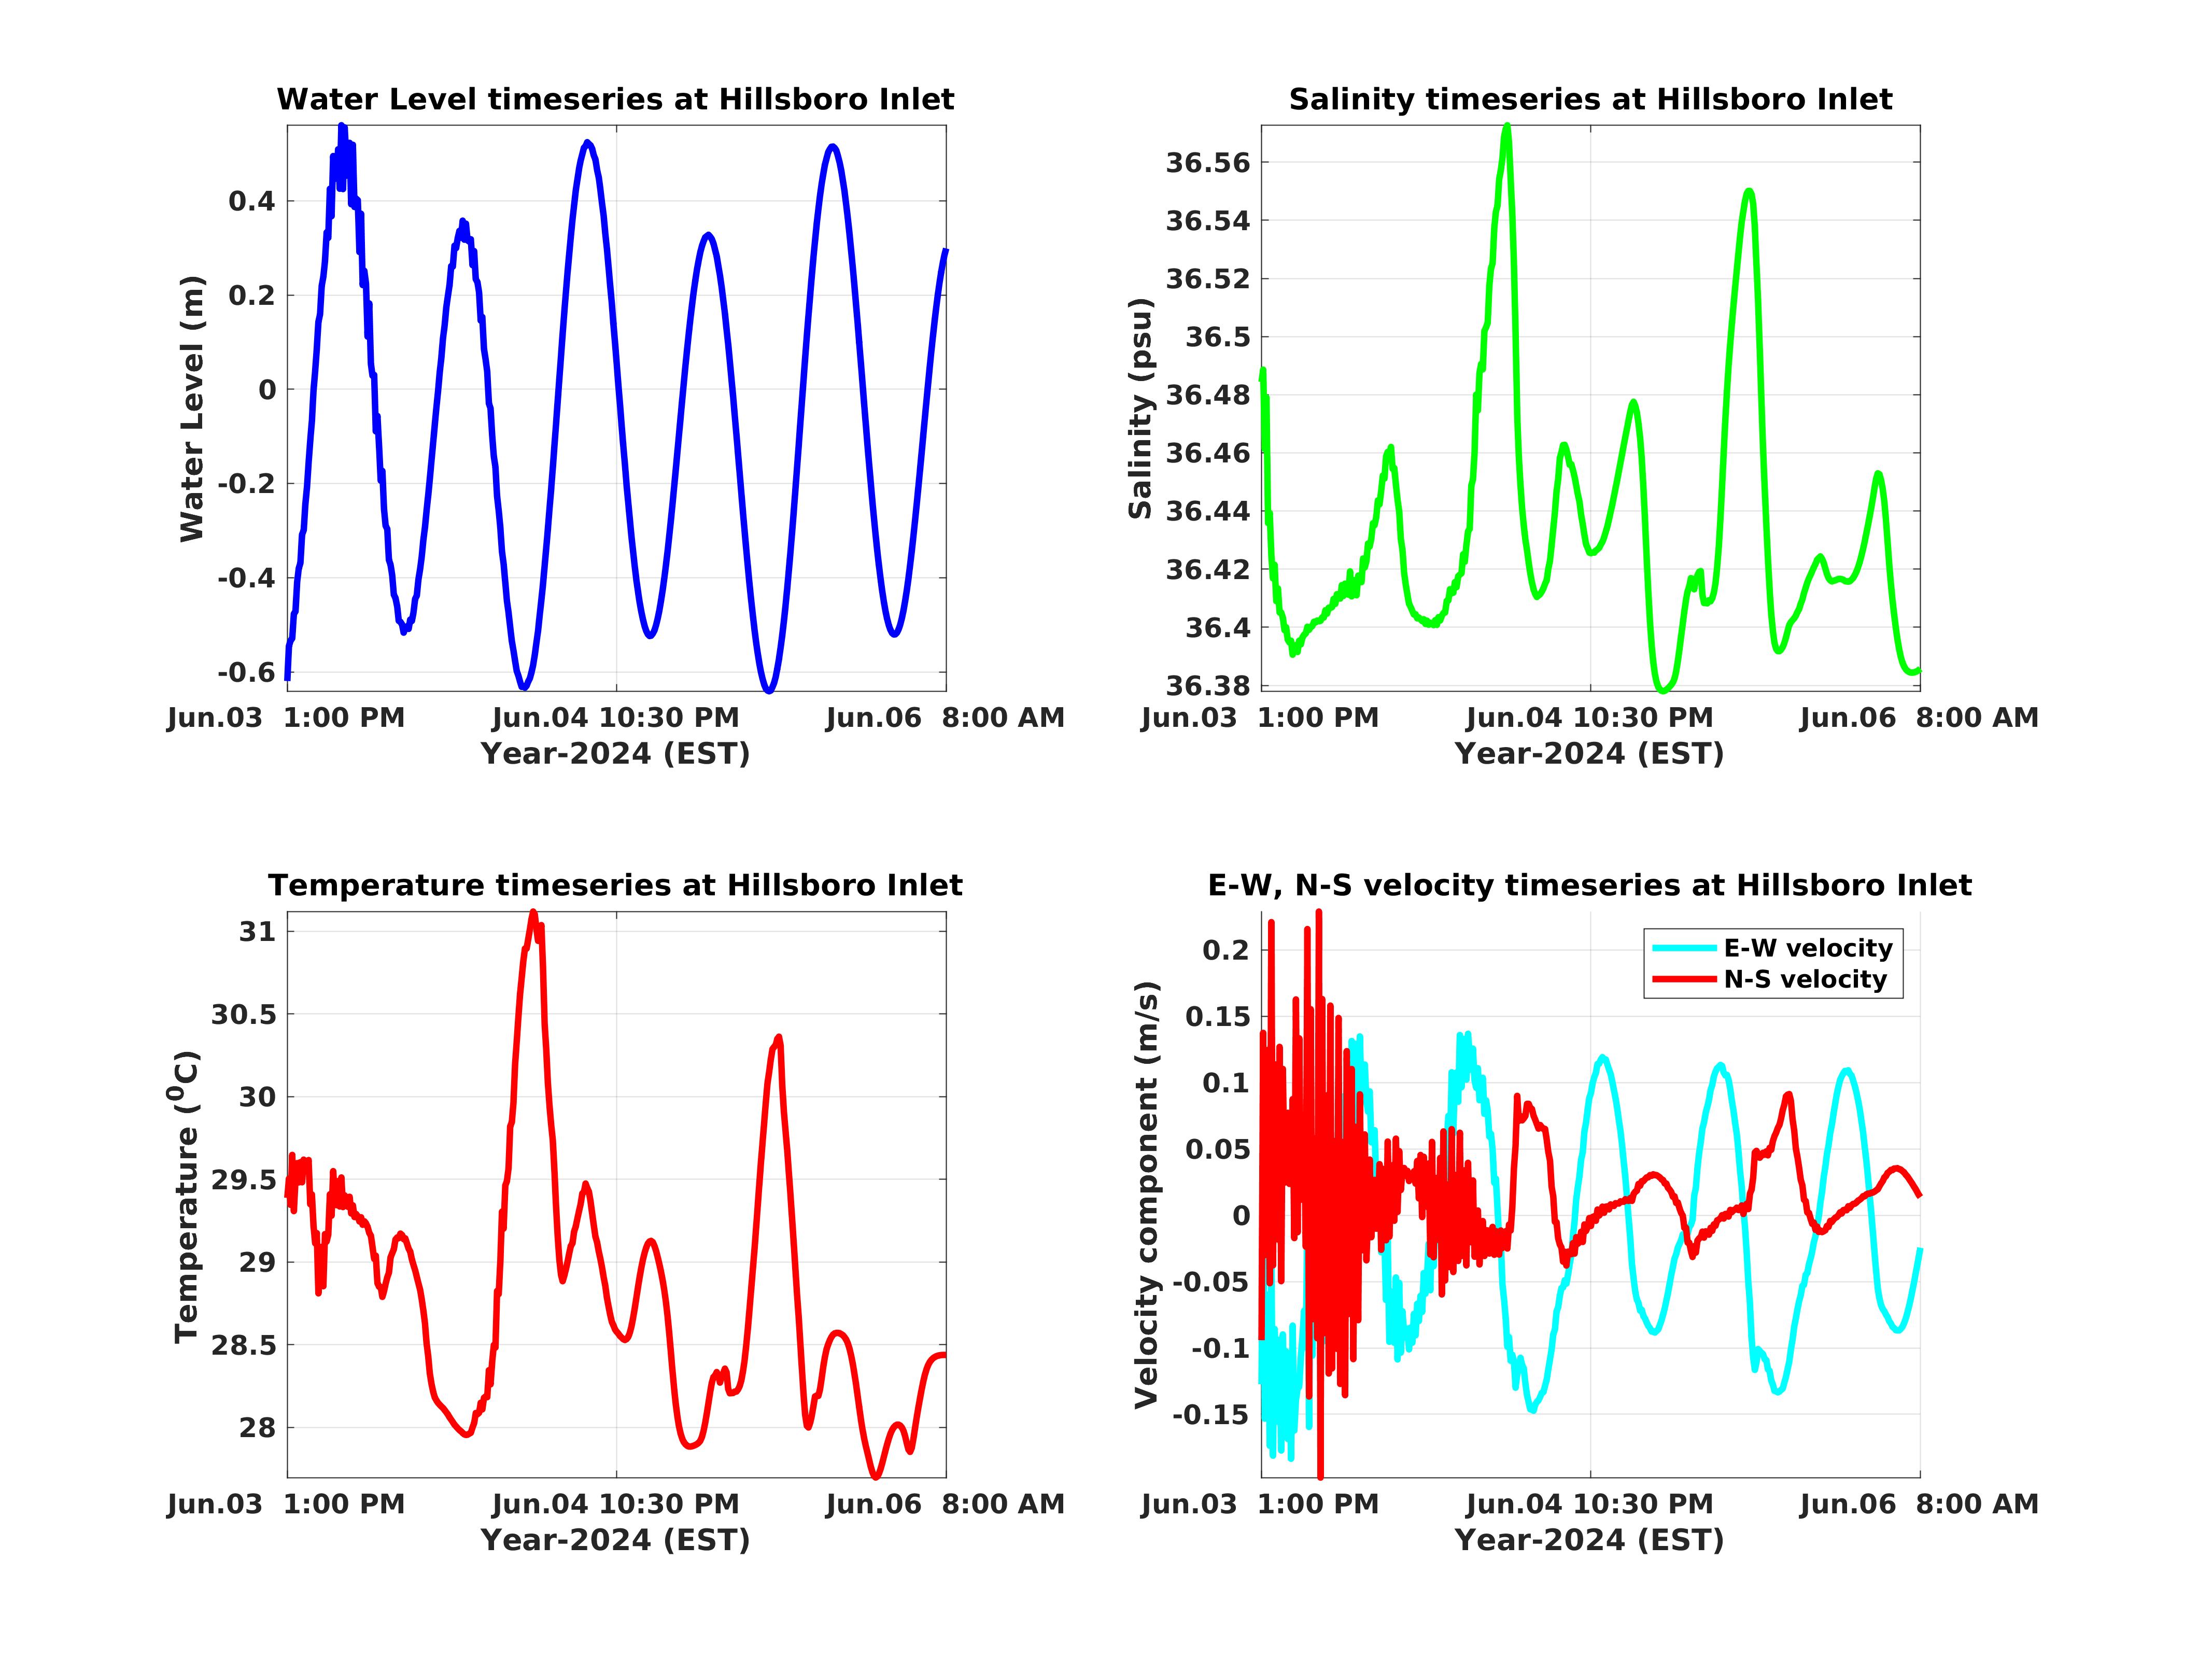 Water Level timeseries at Hillsboro Inlet
Water Level (m)
0.4
0.2
0
-0.2
-0.4
-0.6
Jun.03 1:00 PM
Jun.04 10:30 PM
Jun.06 8:00 AM
Year-2024 (EST)
Salinity timeseries at Hillsboro Inlet
Salinity (psu)
36.56
36.54
36.52
36.5
36.48
36.46
36.44
36.42
36.4
36.38
Jun.03 1:00 PM
Jun.04 10:30 PM
Jun.06 8:00 AM
Year-2024 (EST)
Temperature timeseries at Hillsboro Inlet
Temperature (⁰C)
31
30.5
30
29.5
29
28.5
28
Jun.03 1:00 PM
Jun.04 10:30 PM
Jun.06 8:00 AM
Year-2024 (EST)
E-W, N-S velocity timeseries at Hillsboro Inlet
Velocity component (m/s)
0.2
0.15
0.1
0.05
0
-0.05
-0.1
-0.15
E-W velocity
N-S velocity
Jun.03 1:00 PM
Jun.04 10:30 PM
Jun.06 8:00 AM
Year-2024 (EST)